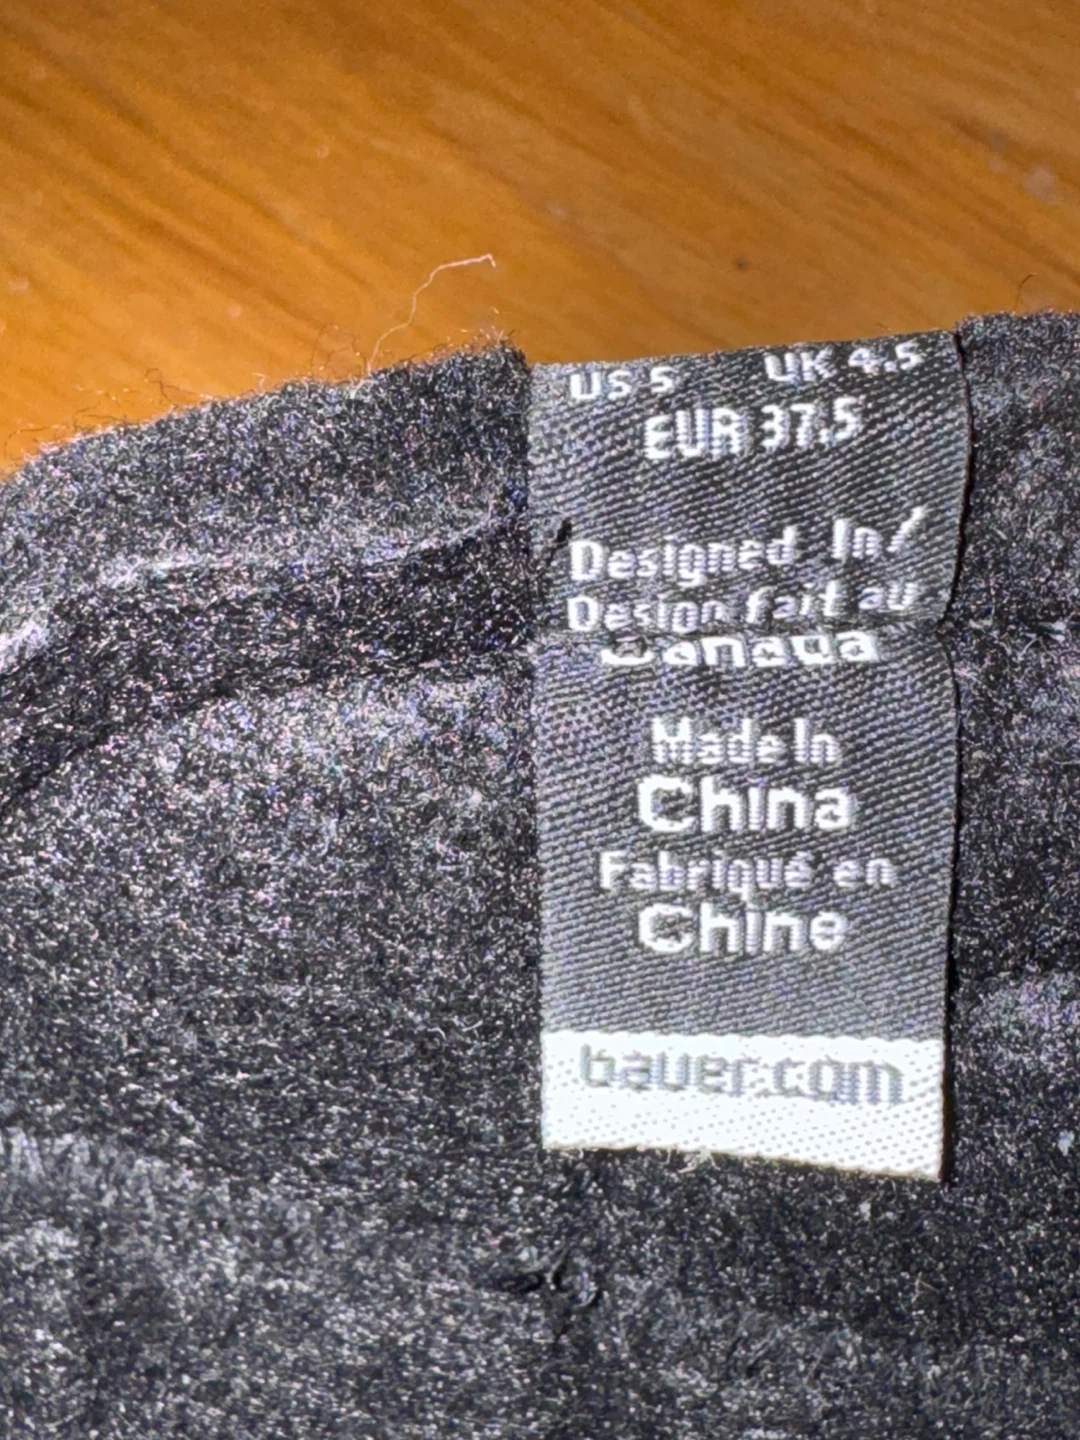 US 5 UK 4.5
EUR 37.5
Designed In/
Design fait au
Canada
Made In
China
Fabriqué en
Chine
bauer.com